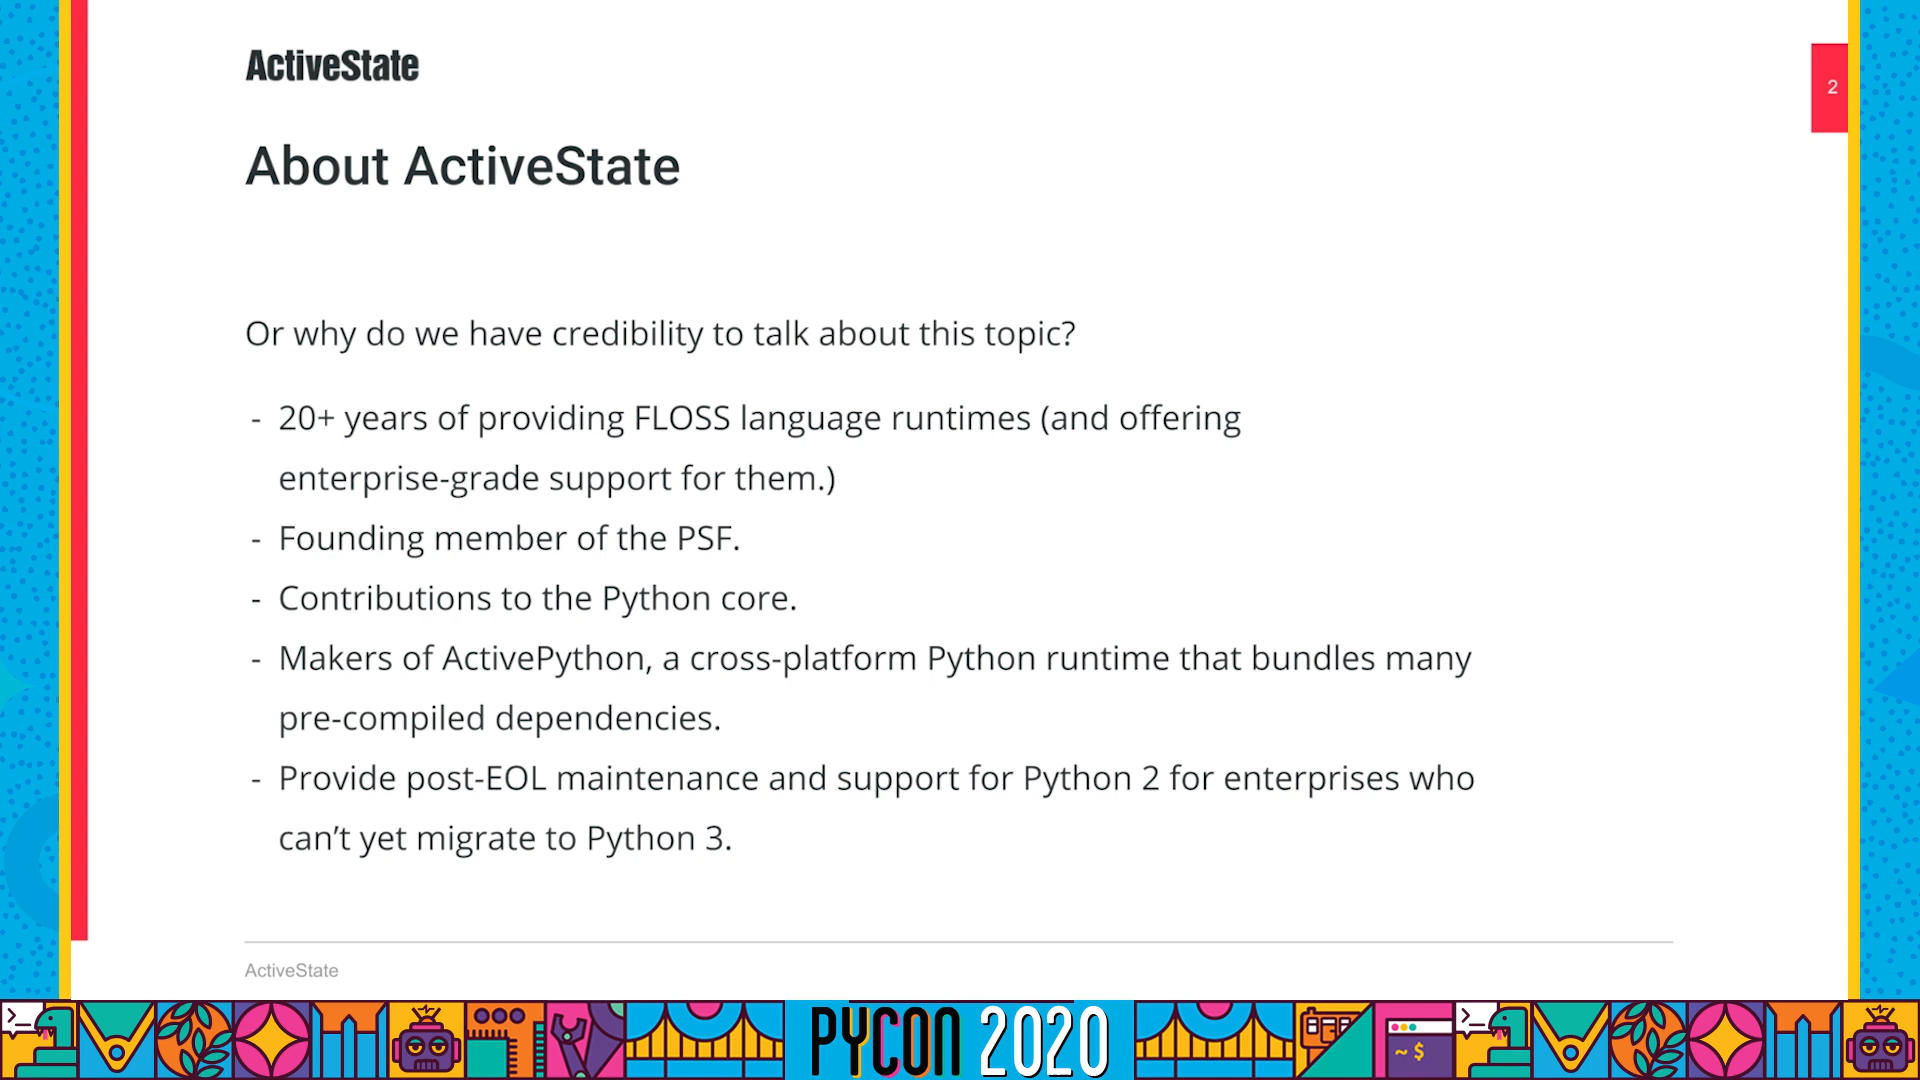 ActiveState
2
About ActiveState
Or why do we have credibility to talk about this topic?
- 20+ years of providing FLOSS language runtimes (and offering
enterprise-grade support for them.)
- Founding member of the PSF.
- Contributions to the Python core.
- Makers of ActivePython, a cross-platform Python runtime that bundles many
pre-compiled dependencies.
- Provide post-EOL maintenance and support for Python 2 for enterprises who
can’t yet migrate to Python 3.
ActiveState
PYCON 2020
~ $